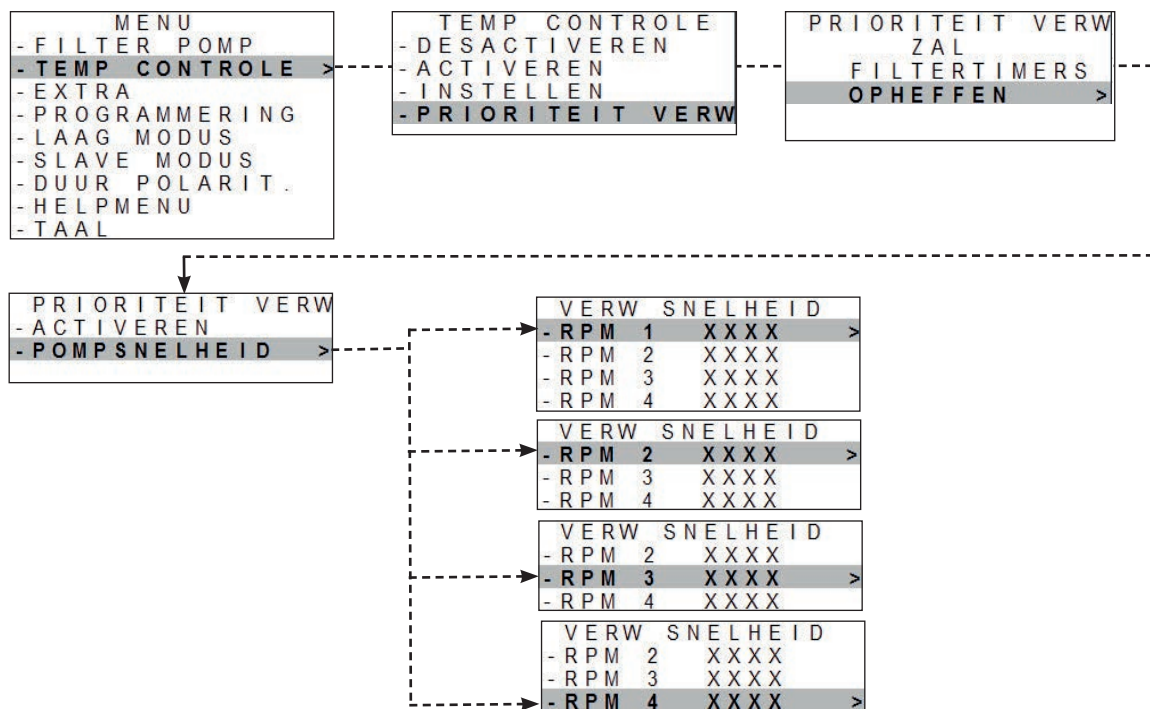 MENU
- FILTER POMP
- TEMP CONTROLE >
- EXTRA
- PROGRAMMERING
- LAAG MODUS
- SLAVE MODUS
- DUUR POLARIT.
- HELPMENU
- TAAL
TEMP CONTROLE
- DESACTIVEREN
- ACTIVEREN
- INSTELLEN
- PRIORITEIT VERW
PRIORITEIT VERW
ZAL
FILTERTIMERS
OPHEFFEN >
PRIORITEIT VERW
- ACTIVEREN
- POMPSNELHEID >
VERW SNELHEID
- RPM 1 XXXX >
- RPM 2 XXXX
- RPM 3 XXXX
- RPM 4 XXXX
VERW SNELHEID
- RPM 2 XXXX >
- RPM 3 XXXX
- RPM 4 XXXX
VERW SNELHEID
- RPM 2 XXXX
- RPM 3 XXXX >
- RPM 4 XXXX
VERW SNELHEID
- RPM 2 XXXX
- RPM 3 XXXX
- RPM 4 XXXX >